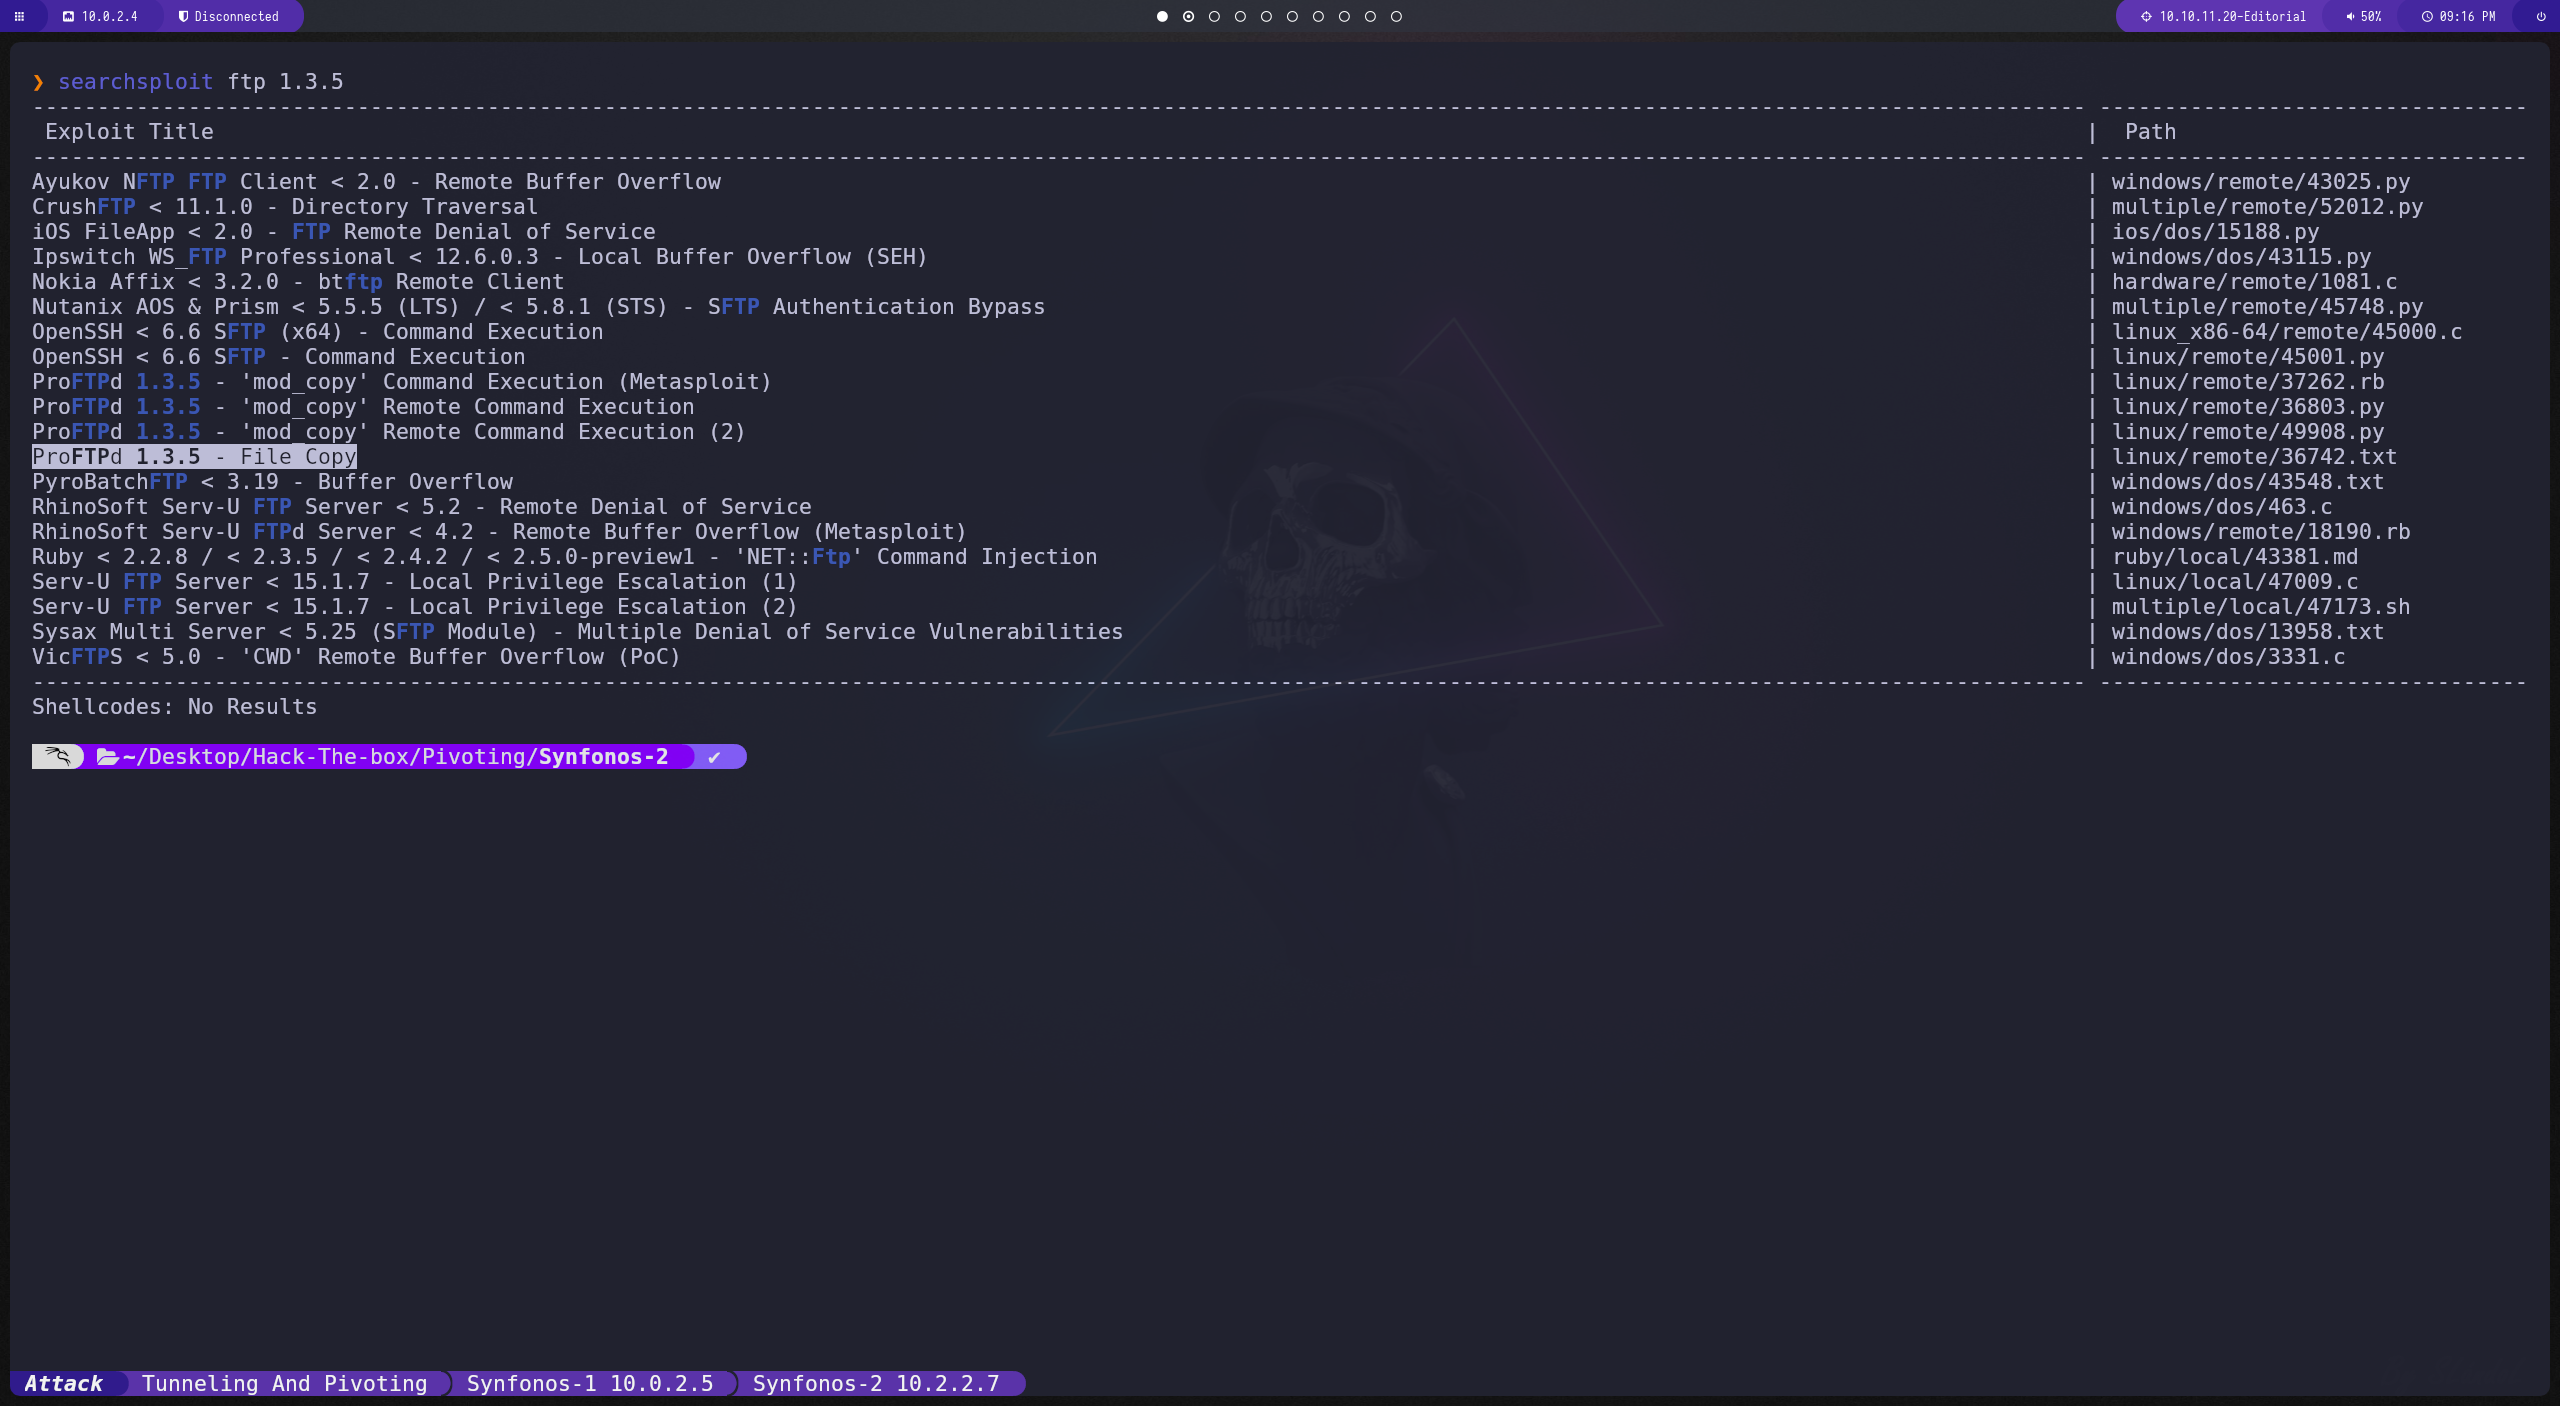 10.0.2.4 Disconnected 10.10.11.20-Editorial 50% 09:16 PM
❯ searchsploit ftp 1.3.5
Exploit Title | Path
Ayukov NFTP FTP Client < 2.0 - Remote Buffer Overflow | windows/remote/43025.py
CrushFTP < 11.1.0 - Directory Traversal | multiple/remote/52012.py
iOS FileApp < 2.0 - FTP Remote Denial of Service | ios/dos/15188.py
Ipswitch WS_FTP Professional < 12.6.0.3 - Local Buffer Overflow (SEH) | windows/dos/43115.py
Nokia Affix < 3.2.0 - btftp Remote Client | hardware/remote/1081.c
Nutanix AOS & Prism < 5.5.5 (LTS) / < 5.8.1 (STS) - SFTP Authentication Bypass | multiple/remote/45748.py
OpenSSH < 6.6 SFTP (x64) - Command Execution | linux_x86-64/remote/45000.c
OpenSSH < 6.6 SFTP - Command Execution | linux/remote/45001.py
ProFTPd 1.3.5 - 'mod_copy' Command Execution (Metasploit) | linux/remote/37262.rb
ProFTPd 1.3.5 - 'mod_copy' Remote Command Execution | linux/remote/36803.py
ProFTPd 1.3.5 - 'mod_copy' Remote Command Execution (2) | linux/remote/49908.py
ProFTPd 1.3.5 - File Copy | linux/remote/36742.txt
PyroBatchFTP < 3.19 - Buffer Overflow | windows/dos/43548.txt
RhinoSoft Serv-U FTP Server < 5.2 - Remote Denial of Service | windows/dos/463.c
RhinoSoft Serv-U FTPd Server < 4.2 - Remote Buffer Overflow (Metasploit) | windows/remote/18190.rb
Ruby < 2.2.8 / < 2.3.5 / < 2.4.2 / < 2.5.0-preview1 - 'NET::Ftp' Command Injection | ruby/local/43381.md
Serv-U FTP Server < 15.1.7 - Local Privilege Escalation (1) | linux/local/47009.c
Serv-U FTP Server < 15.1.7 - Local Privilege Escalation (2) | multiple/local/47173.sh
Sysax Multi Server < 5.25 (SFTP Module) - Multiple Denial of Service Vulnerabilities | windows/dos/13958.txt
VicFTPS < 5.0 - 'CWD' Remote Buffer Overflow (PoC) | windows/dos/3331.c
Shellcodes: No Results
~/Desktop/Hack-The-box/Pivoting/Synfonos-2 ✔
Attack Tunneling And Pivoting Synfonos-1 10.0.2.5 Synfonos-2 10.2.2.7